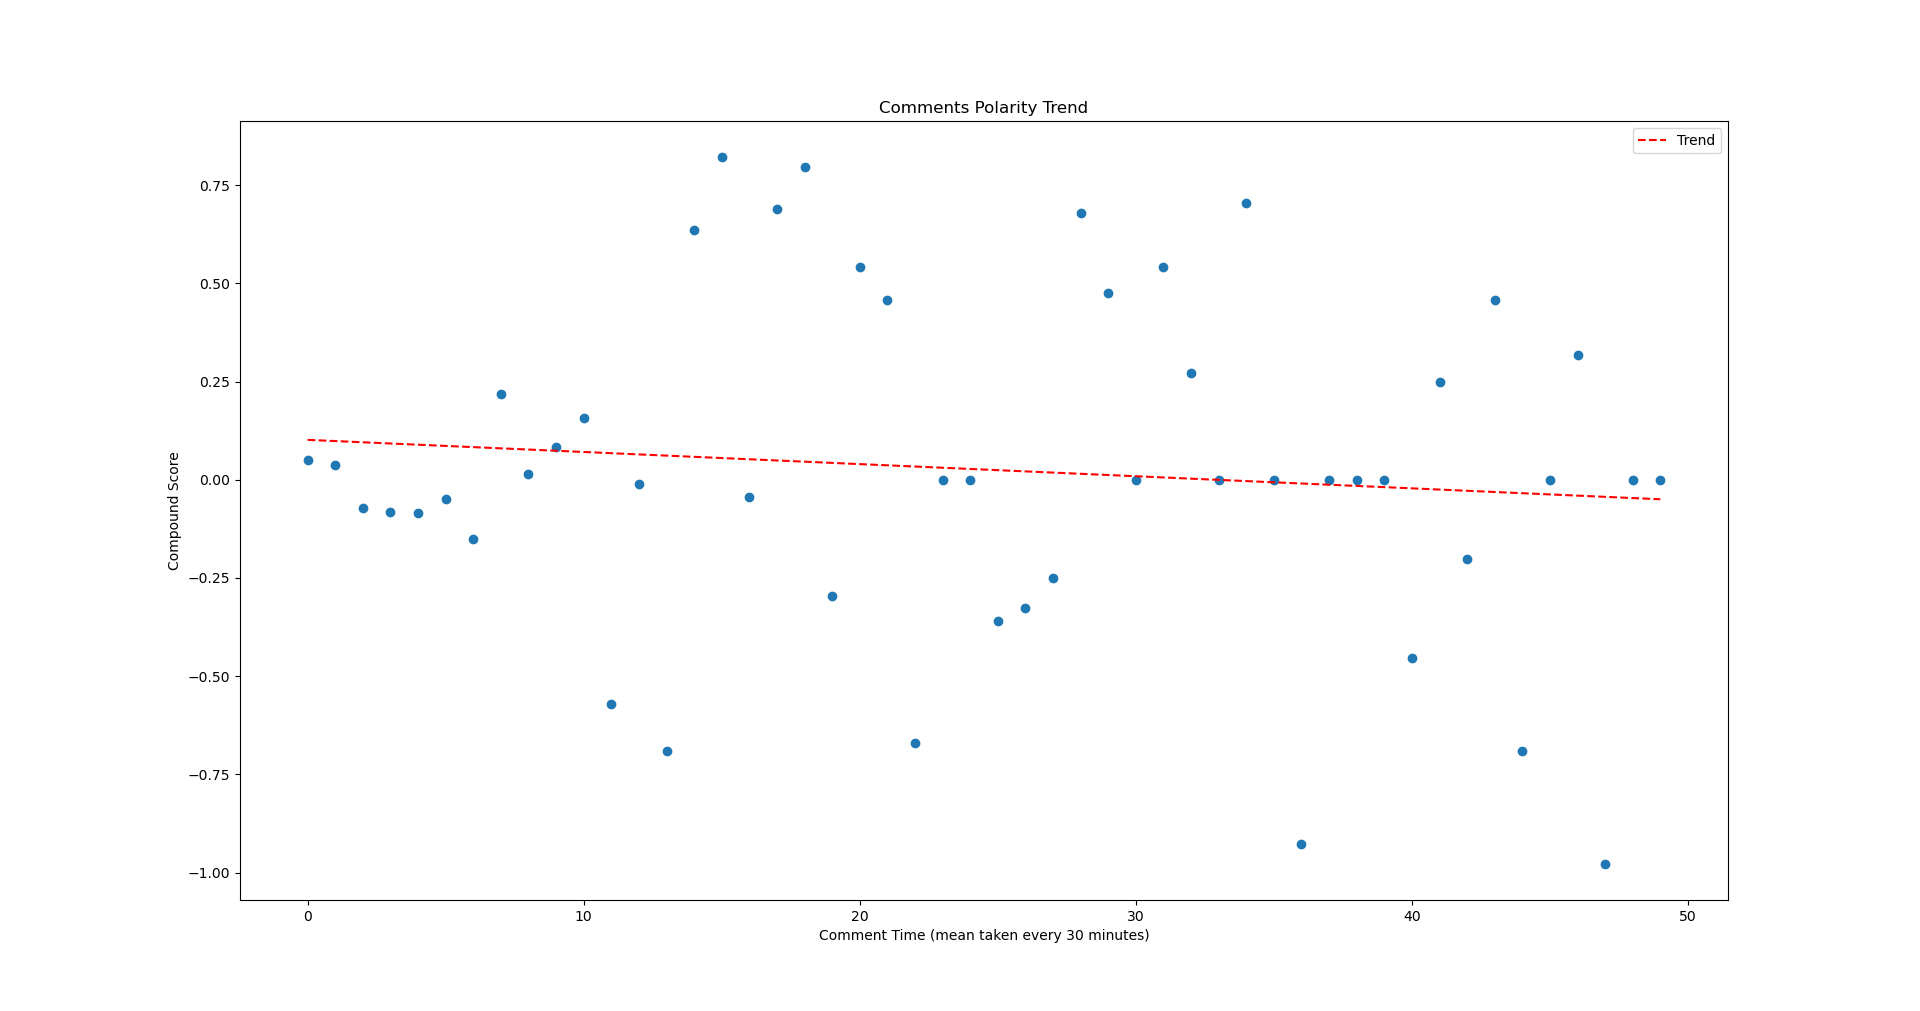 Comments Polarity Trend
Trend
0.75
0.50
0.25
0.00
−0.25
−0.50
−0.75
−1.00
Compound Score
0 10 20 30 40 50
Comment Time (mean taken every 30 minutes)